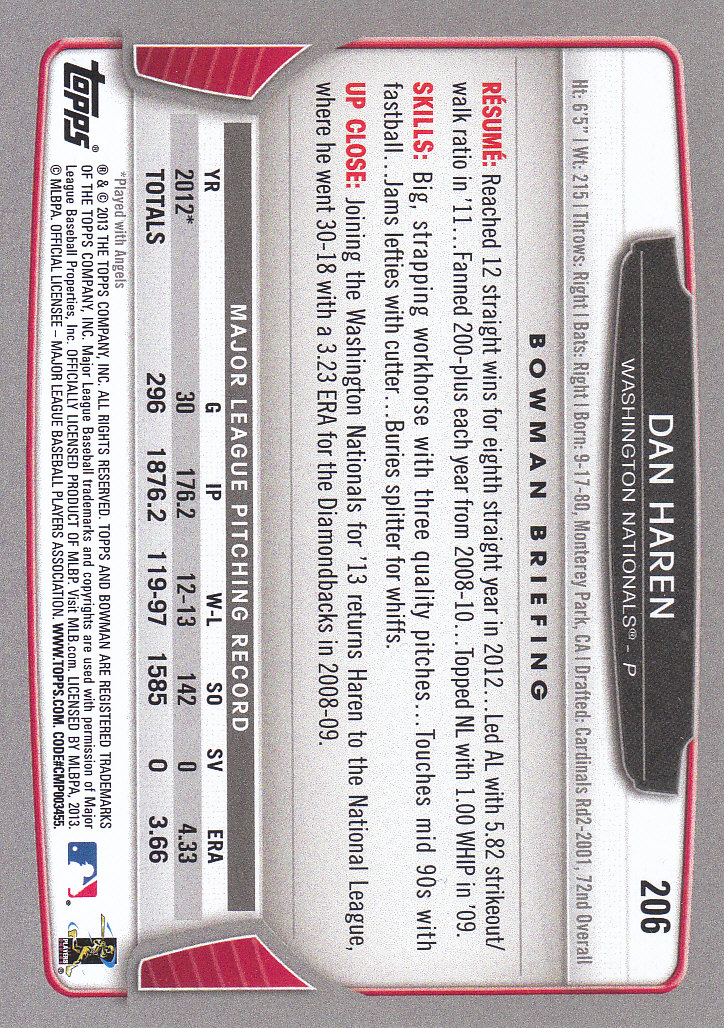 206
DAN HAREN
WASHINGTON NATIONALS® - P
Ht: 6'5" | Wt: 215 | Throws: Right | Bats: Right | Born: 9-17-80, Monterey Park, CA | Drafted: Cardinals Rd2-2001, 72nd Overall
BOWMAN BRIEFING
RÉSUMÉ: Reached 12 straight wins for eighth straight year in 2012...Led AL with 5.82 strikeout/
walk ratio in '11...Fanned 200-plus each year from 2008-10...Topped NL with 1.00 WHIP in '09.
SKILLS: Big, strapping workhorse with three quality pitches...Touches mid 90s with
fastball...Jams lefties with cutter...Buries splitter for whiffs.
UP CLOSE: Joining the Washington Nationals for '13 returns Haren to the National League,
where he went 30-18 with a 3.23 ERA for the Diamondbacks in 2008-09.
MAJOR LEAGUE PITCHING RECORD
YR G IP W-L SO SV ERA
2012* 30 176.2 12-13 142 0 4.33
TOTALS 296 1876.2 119-97 1585 0 3.66
*Played with Angels
topps®
® & © 2013 THE TOPPS COMPANY, INC. ALL RIGHTS RESERVED. TOPPS AND BOWMAN ARE REGISTERED TRADEMARKS
OF THE TOPPS COMPANY, INC. Major League Baseball trademarks and copyrights are used with permission of Major
League Baseball Properties, Inc. OFFICIALLY LICENSED PRODUCT OF MLBP. Visit MLB.com. LICENSED BY MLBPA, 2013.
© MLBPA OFFICIAL LICENSEE – MAJOR LEAGUE BASEBALL PLAYERS ASSOCIATION. WWW.TOPPS.COM. CODE#CMP003455.
PLAYERS